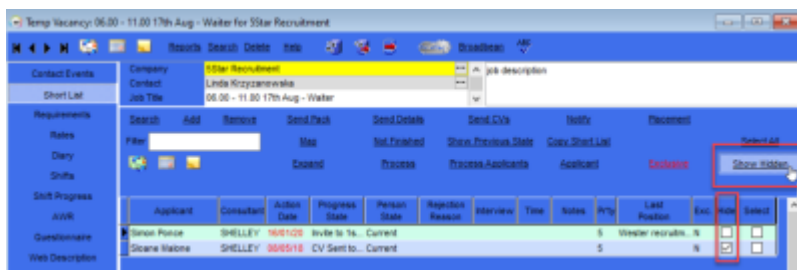 Temp Vacancy: 06.00 - 11.00 17th Aug - Waiter for 5Star Recruitment
Reports Search Delete Help Broadbean
Contact Events
Short List
Requirements
Rates
Diary
Shifts
Shift Progress
AWR
Questionnaire
Web Description
Company 5Star Recruitment
Contact Linda Krzyzanowska
Job Title 06.00 - 11.00 17th Aug - Waiter
job description
Search Add Remove Send Pack Send Details Send CVs Notify Placement
Filter Map Not Finished Show Previous State Copy Short List Select All
Expand Process Process Applicants Applicant Show Hidden
Applicant Consultant Action Date Progress State Person State Rejection Reason Interview Time Notes Prty Last Position Exc. Hide Select
Simon Ponce SHELLEY 16/01/20 Invite to 1s... Current 5 Wester recruitm... N
Sloane Malone SHELLEY CV Sent to... Current 5 N